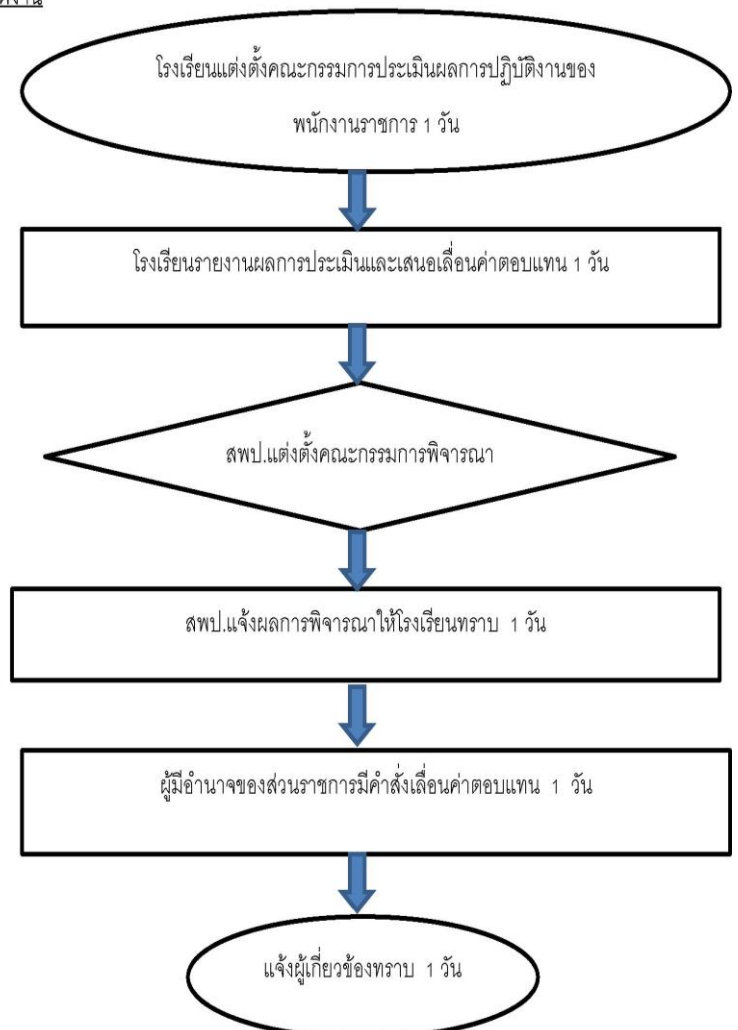 โรงเรียนแต่งตั้งคณะกรรมการประเมินผลการปฏิบัติงานของ
พนักงานราชการ 1 วัน
โรงเรียนรายงานผลการประเมินและเสนอเลื่อนค่าตอบแทน 1 วัน
สพป.แต่งตั้งคณะกรรมการพิจารณา
สพป.แจ้งผลการพิจารณาให้โรงเรียนทราบ 1 วัน
ผู้มีอำนาจของส่วนราชการมีคำสั่งเลื่อนค่าตอบแทน 1 วัน
แจ้งผู้เกี่ยวข้องทราบ 1 วัน